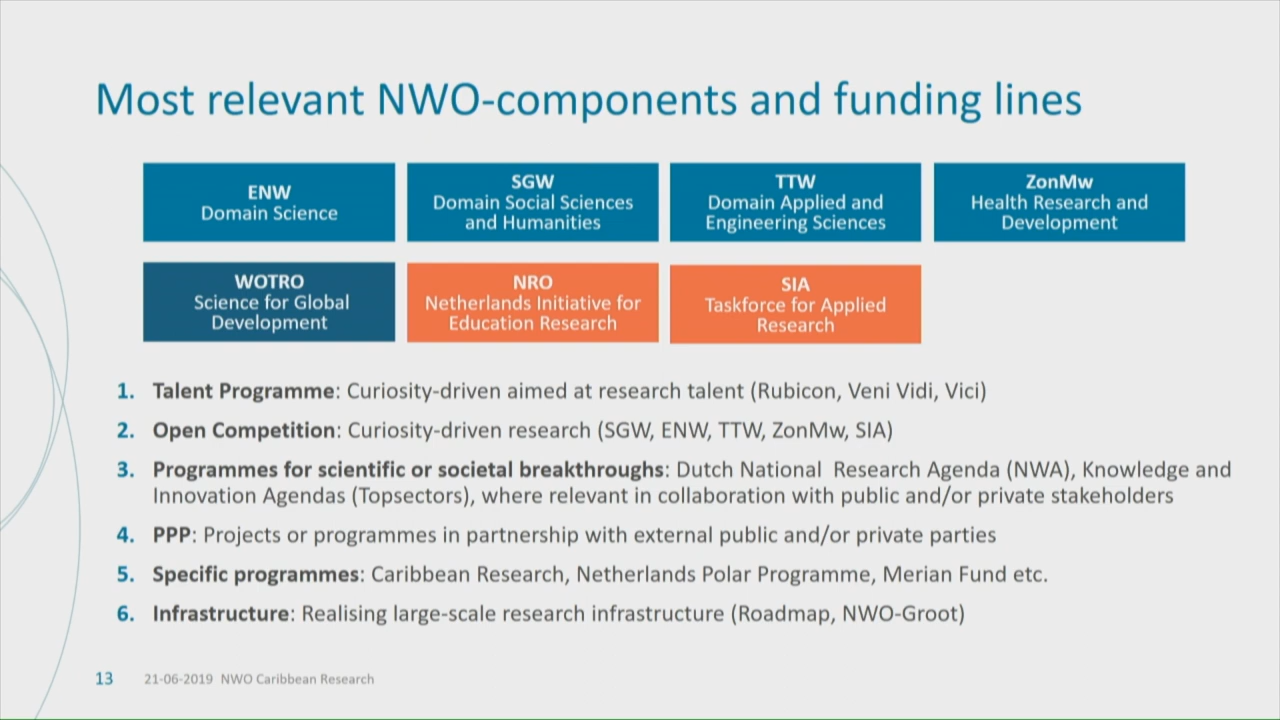 Most relevant NWO-components and funding lines
ENW
Domain Science
SGW
Domain Social Sciences
and Humanities
TTW
Domain Applied and
Engineering Sciences
ZonMw
Health Research and
Development
WOTRO
Science for Global
Development
NRO
Netherlands Initiative for
Education Research
SIA
Taskforce for Applied
Research
1. Talent Programme: Curiosity-driven aimed at research talent (Rubicon, Veni Vidi, Vici)
2. Open Competition: Curiosity-driven research (SGW, ENW, TTW, ZonMw, SIA)
3. Programmes for scientific or societal breakthroughs: Dutch National Research Agenda (NWA), Knowledge and
Innovation Agendas (Topsectors), where relevant in collaboration with public and/or private stakeholders
4. PPP: Projects or programmes in partnership with external public and/or private parties
5. Specific programmes: Caribbean Research, Netherlands Polar Programme, Merian Fund etc.
6. Infrastructure: Realising large-scale research infrastructure (Roadmap, NWO-Groot)
13 21-06-2019 NWO Caribbean Research